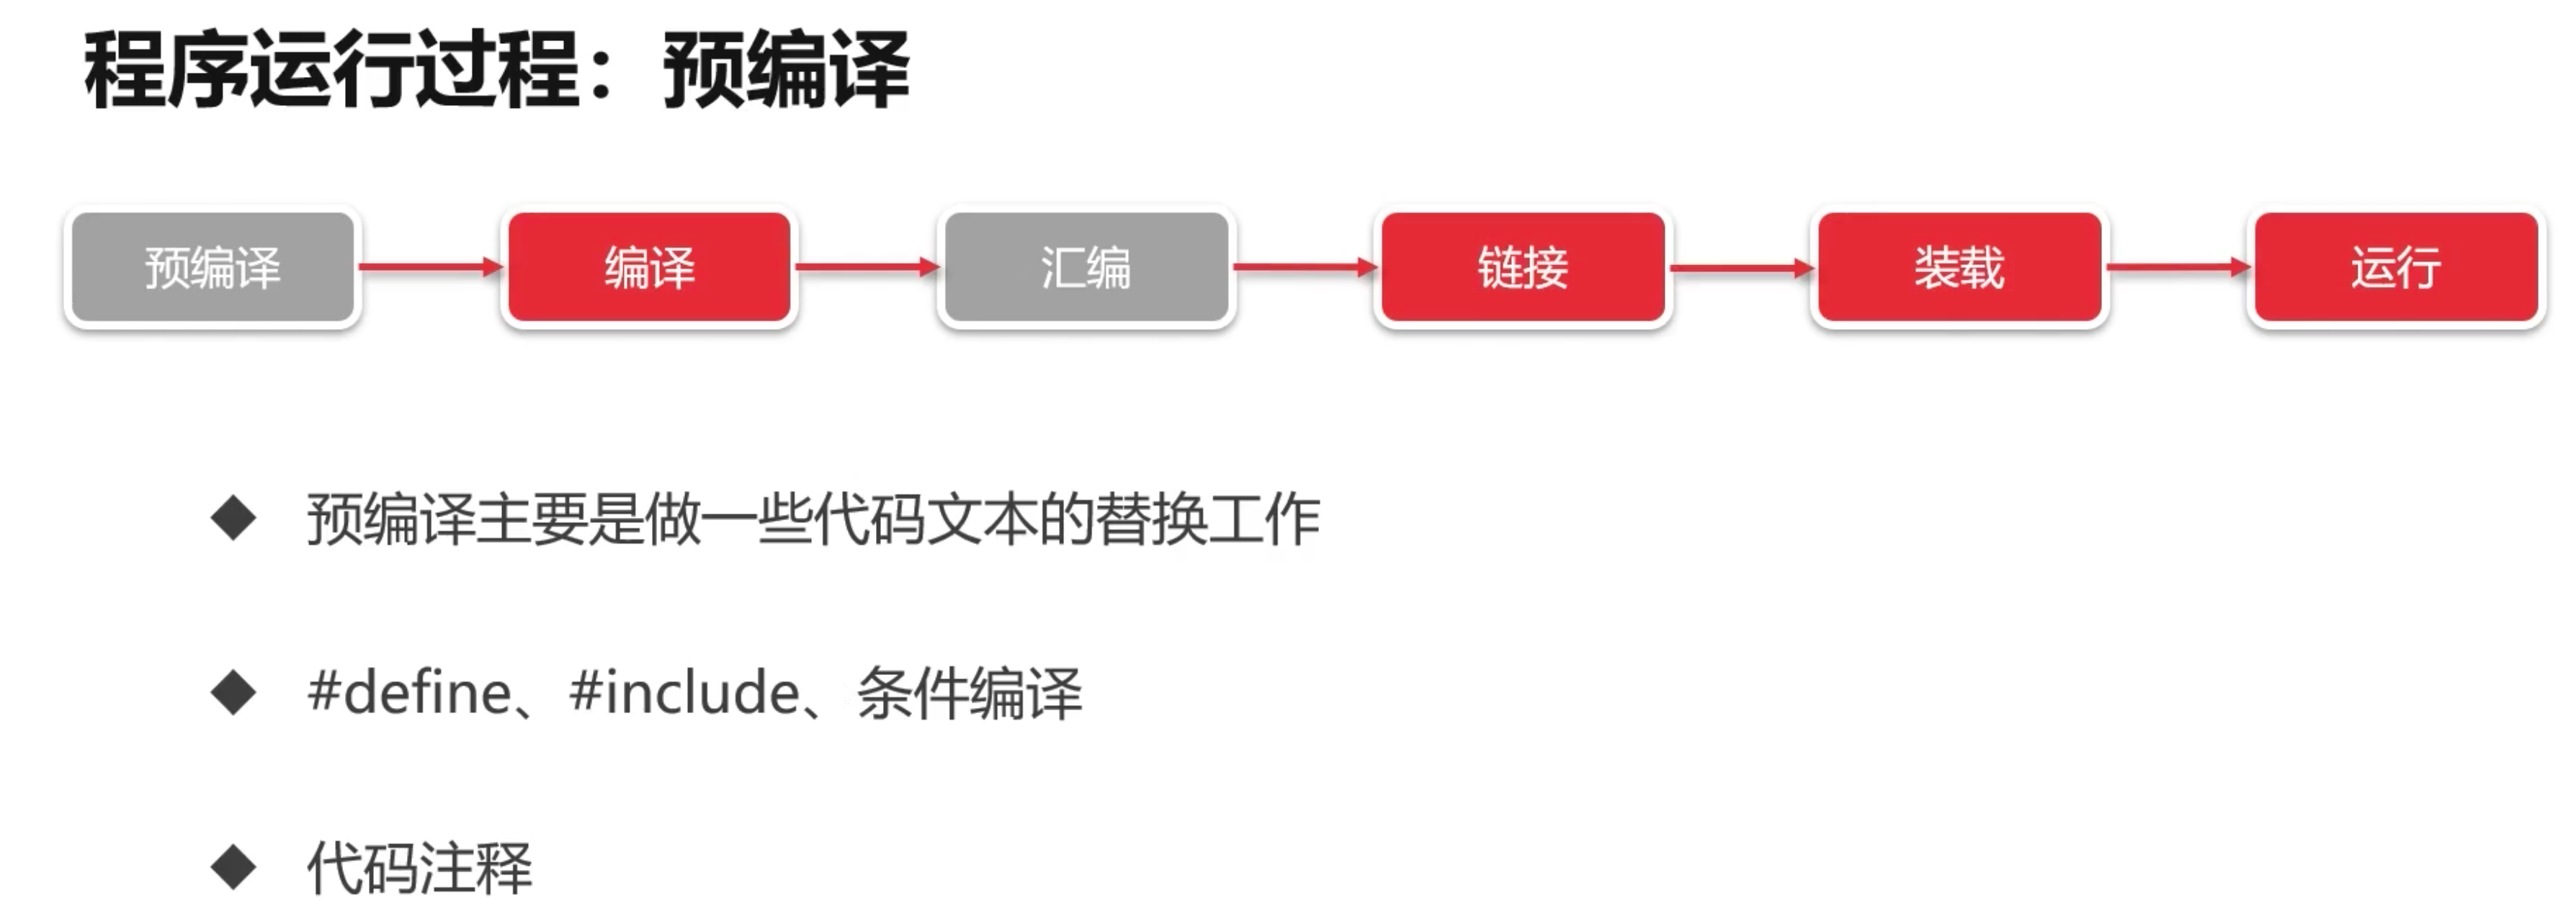 程序运行过程：预编译
预编译
编译
汇编
链接
装载
运行
预编译主要是做一些代码文本的替换工作
#define、#include、条件编译
代码注释